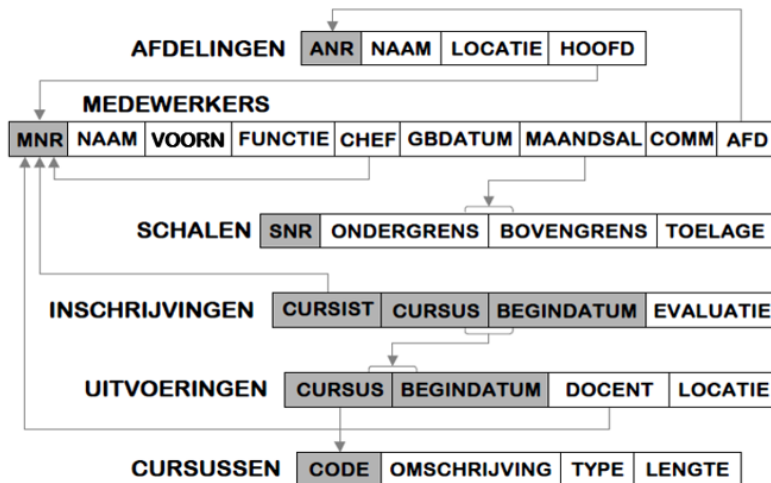 AFDELINGEN ANR NAAM LOCATIE HOOFD
MEDEWERKERS
MNR NAAM VOORN FUNCTIE CHEF GBDATUM MAANDSAL COMM AFD
SCHALEN SNR ONDERGRENS BOVENGRENS TOELAGE
INSCHRIJVINGEN CURSIST CURSUS BEGINDATUM EVALUATIE
UITVOERINGEN CURSUS BEGINDATUM DOCENT LOCATIE
CURSUSSEN CODE OMSCHRIJVING TYPE LENGTE